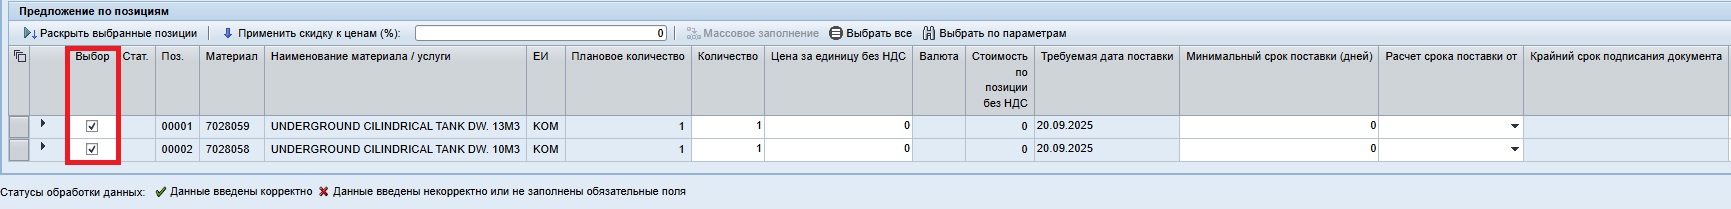 Предложение по позициям
Раскрыть выбранные позиции Применить скидку к ценам (%): 0 Массовое заполнение Выбрать все Выбрать по параметрам
Выбор Стат. Поз. Материал Наименование материала / услуги ЕИ Плановое количество Количество Цена за единицу без НДС Валюта Стоимость по позиции без НДС Требуемая дата поставки Минимальный срок поставки (дней) Расчет срока поставки от Крайний срок подписания документа
00001 7028059 UNDERGROUND CILINDRICAL TANK DW. 13M3 KOM 1 1 0 0 20.09.2025 0
00002 7028058 UNDERGROUND CILINDRICAL TANK DW. 10M3 KOM 1 1 0 0 20.09.2025 0
Статусы обработки данных: Данные введены корректно Данные введены некорректно или не заполнены обязательные поля